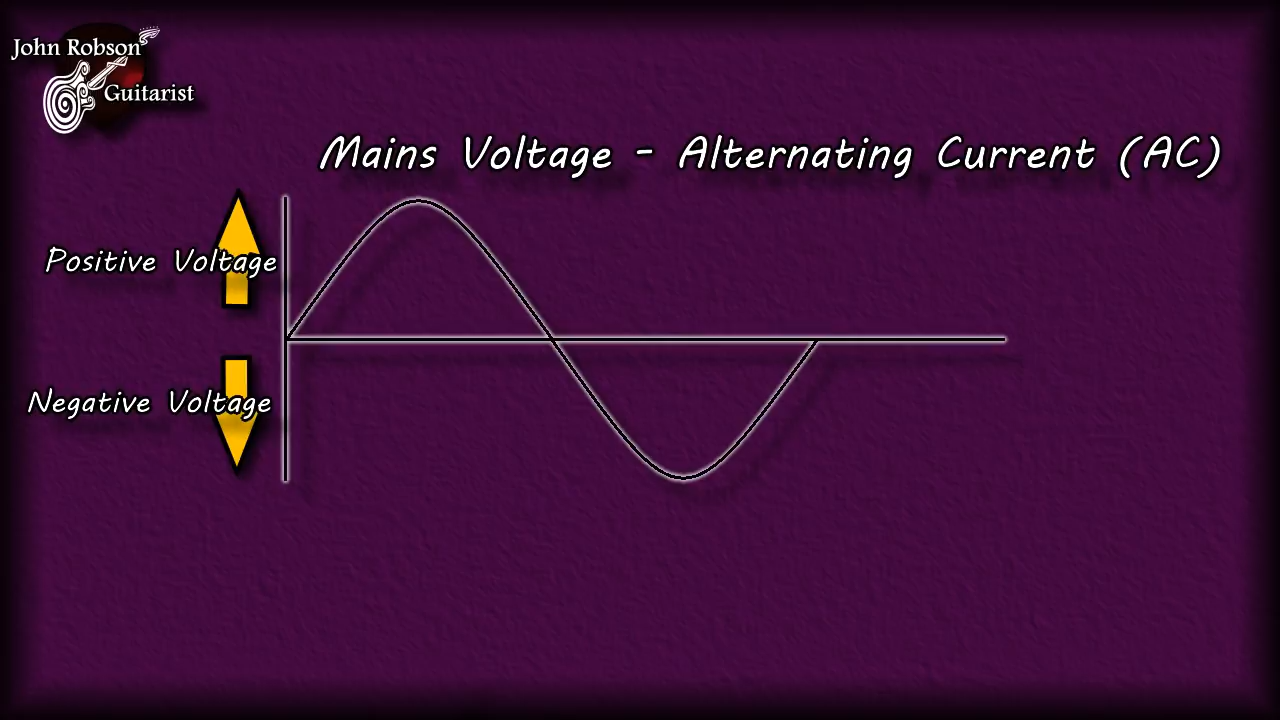 John Robson
Guitarist
Mains Voltage - Alternating Current (AC)
Positive Voltage
Negative Voltage